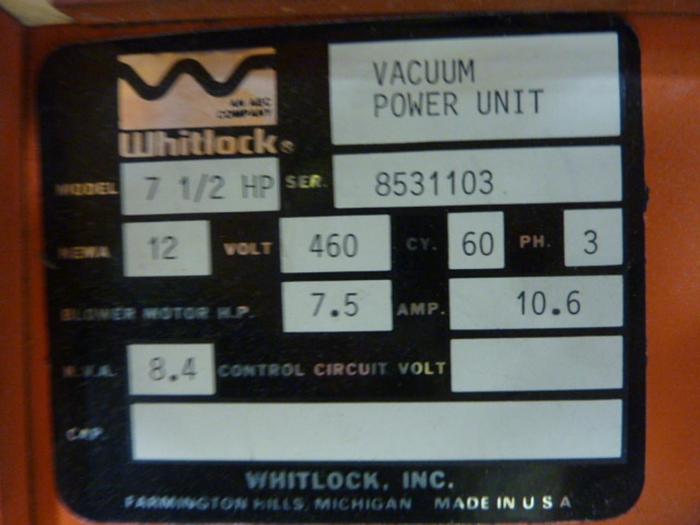 AN AEC
COMPANY
Whitlock®
VACUUM
POWER UNIT
MODEL 7 1/2 HP SER. 8531103
NEMA 12 VOLT 460 CY. 60 PH. 3
BLOWER MOTOR H.P. 7.5 AMP. 10.6
K.V.A. 8.4 CONTROL CIRCUIT VOLT
CAP.
WHITLOCK, INC.
FARMINGTON HILLS, MICHIGAN MADE IN U S A